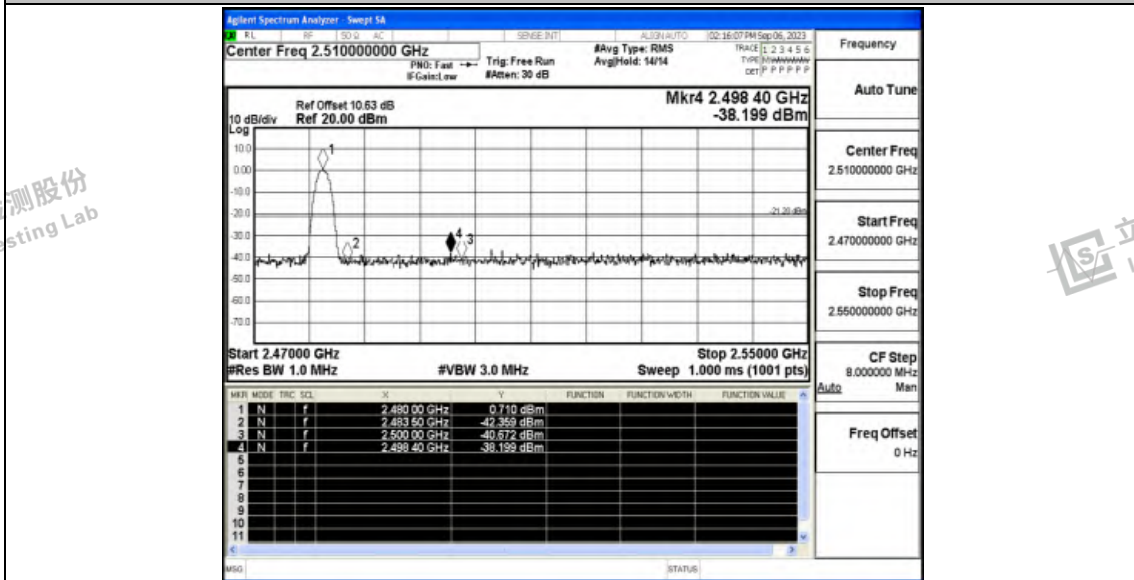 Agilent Spectrum Analyzer - Swept SA
RL RF 50 Ω AC SENSE:INT ALIGN AUTO 02:16:07 PM Sep 06, 2023
Center Freq 2.510000000 GHz
PNO: Fast
IFGain:Low
Trig: Free Run
#Atten: 30 dB
#Avg Type: RMS
Avg|Hold: 14/14
TRACE 1 2 3 4 5 6
TYPE MWWWWW
DET P P P P P P
Mkr4 2.498 40 GHz
-38.199 dBm
Ref Offset 10.63 dB
10 dB/div Ref 20.00 dBm
Log
10.0
0.00
-10.0
-20.0
-30.0
-40.0
-50.0
-60.0
-70.0
1
2
4
3
-21.20 dBm
Start 2.47000 GHz Stop 2.55000 GHz
#Res BW 1.0 MHz #VBW 3.0 MHz Sweep 1.000 ms (1001 pts)
MKR MODE TRC SCL X Y FUNCTION FUNCTION WIDTH FUNCTION VALUE
1 N f 2.480 00 GHz 0.710 dBm
2 N f 2.483 50 GHz -42.359 dBm
3 N f 2.500 00 GHz -40.672 dBm
4 N f 2.498 40 GHz -38.199 dBm
5
6
7
8
9
10
11
MSG STATUS
Frequency
Auto Tune
Center Freq
2.510000000 GHz
Start Freq
2.470000000 GHz
Stop Freq
2.550000000 GHz
CF Step
8.000000 MHz
Auto Man
Freq Offset
0 Hz
测股份
sting Lab
立